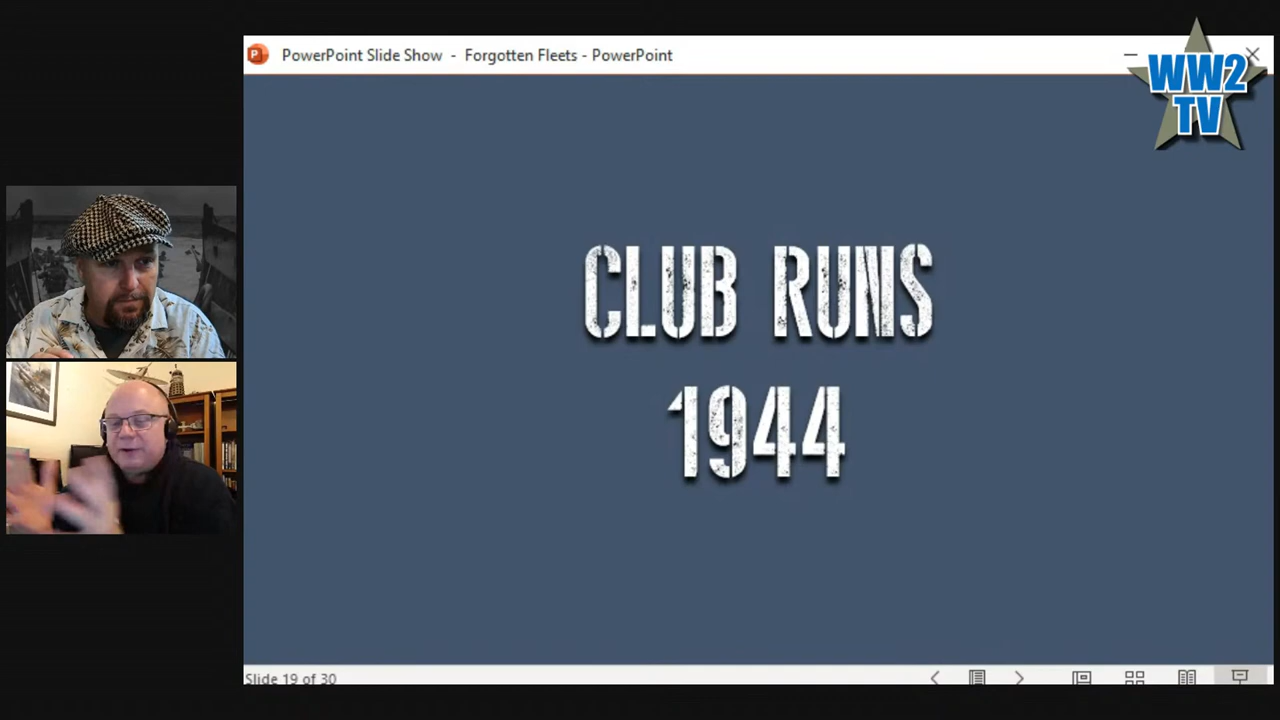 PowerPoint Slide Show - Forgotten Fleets - PowerPoint
WW2
TV
CLUB RUNS
1944
Slide 19 of 30